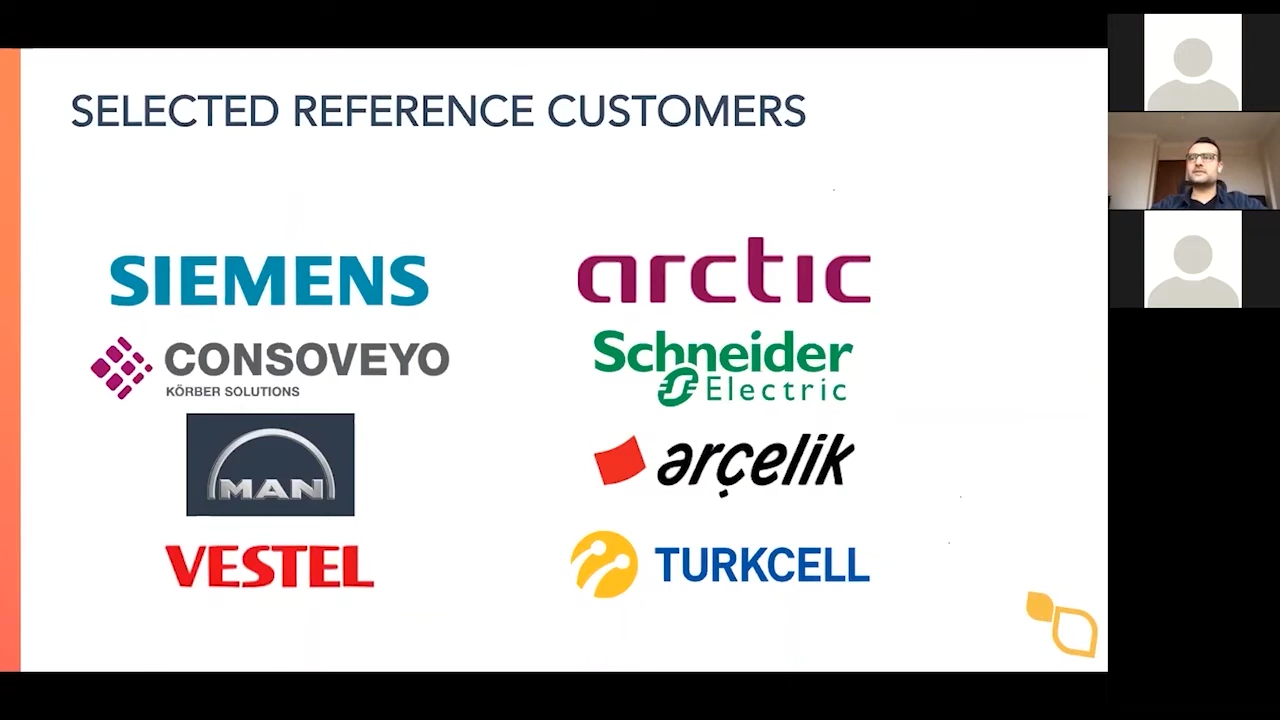 SELECTED REFERENCE CUSTOMERS
SIEMENS
arctic
CONSOVEYO
KÖRBER SOLUTIONS
Schneider
Electric
MAN
arçelik
VESTEL
TURKCELL